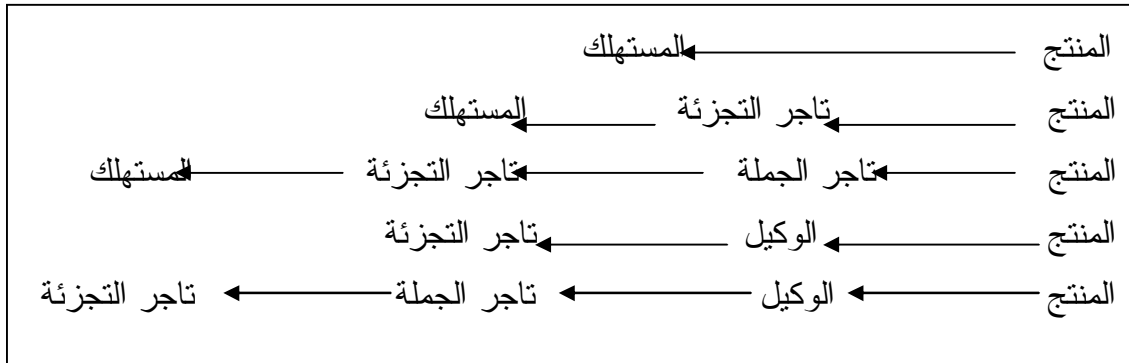 المنتج المستهلك
المنتج تاجر التجزئة المستهلك
المنتج تاجر الجملة تاجر التجزئة المستهلك
المنتج الوكيل تاجر التجزئة
المنتج الوكيل تاجر الجملة تاجر التجزئة